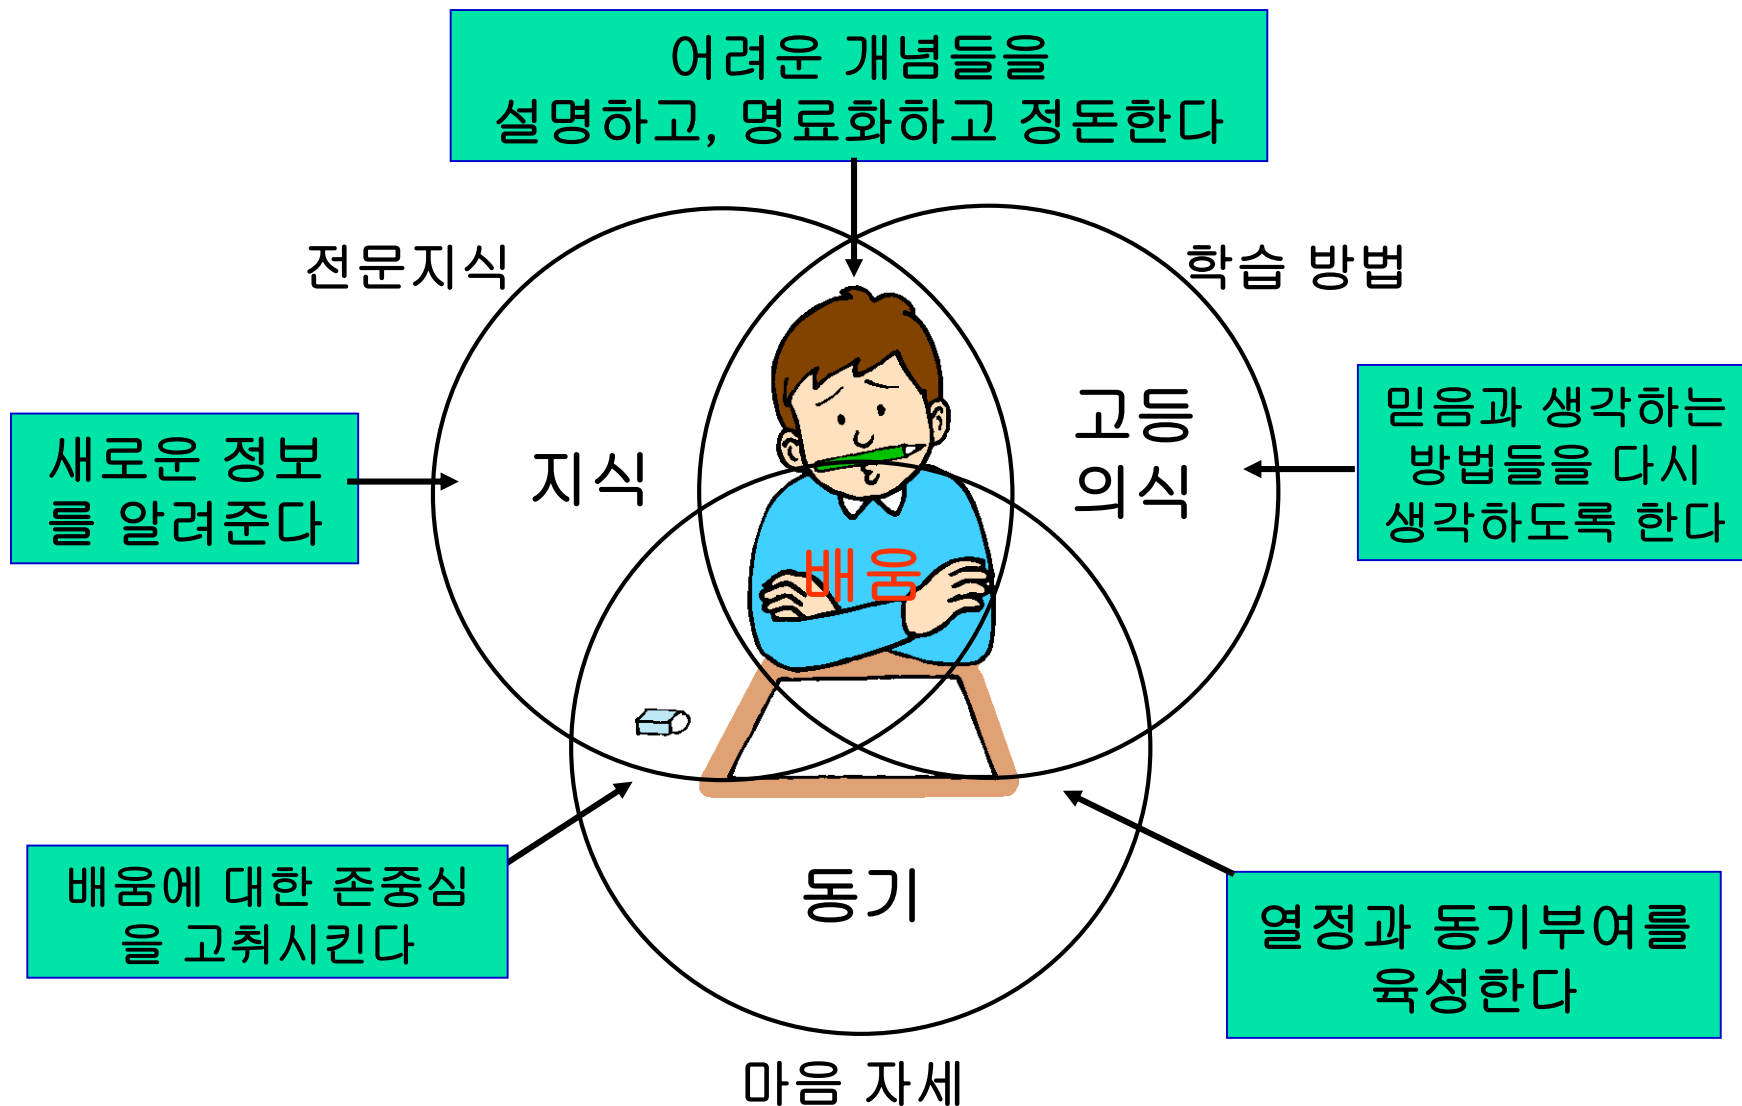 어려운 개념들을
설명하고, 명료화하고 정돈한다
전문지식
학습 방법
새로운 정보
를 알려준다
지식
고등
의식
믿음과 생각하는
방법들을 다시
생각하도록 한다
배움
배움에 대한 존중심
을 고취시킨다
동기
열정과 동기부여를
육성한다
마음 자세